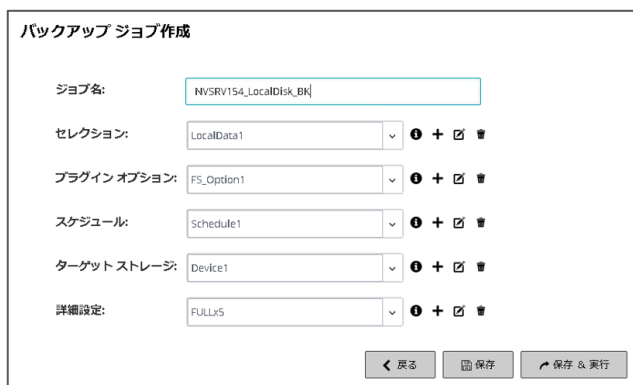 バックアップ ジョブ作成
ジョブ名: NVSRV154_LocalDisk_BK
セレクション: LocalData1
プラグイン オプション: FS_Option1
スケジュール: Schedule1
ターゲット ストレージ: Device1
詳細設定: FULLx5
戻る 保存 保存 & 実行